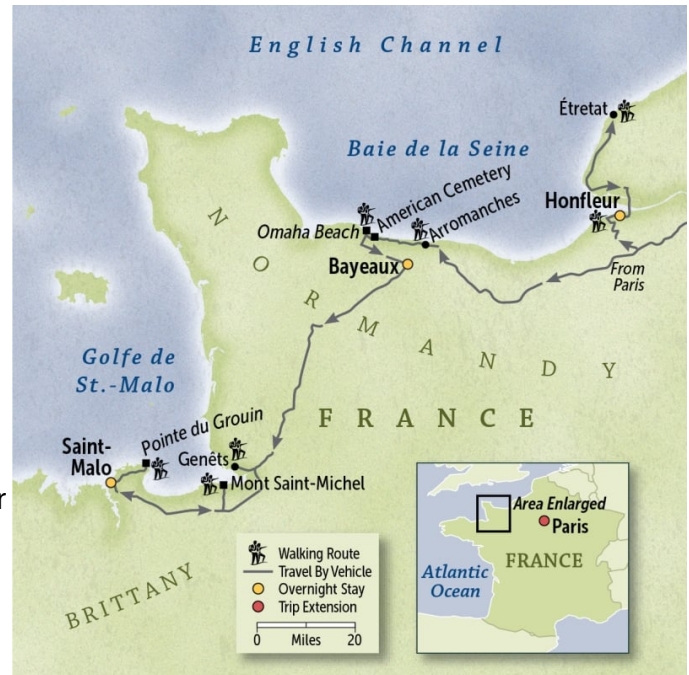 English Channel
Étretat
Baie de la Seine
American Cemetery
Arromanches
Omaha Beach
Honfleur
Bayeaux
From
Paris
NORMANDY
Golfe de
St.-Malo
FRANCE
Pointe du Grouin
Saint-
Malo
Genêts
Mont Saint-Michel
BRITTANY
r
Walking Route
Travel By Vehicle
Overnight Stay
Trip Extension
0 Miles 20
Area Enlarged
Paris
FRANCE
Atlantic
Ocean